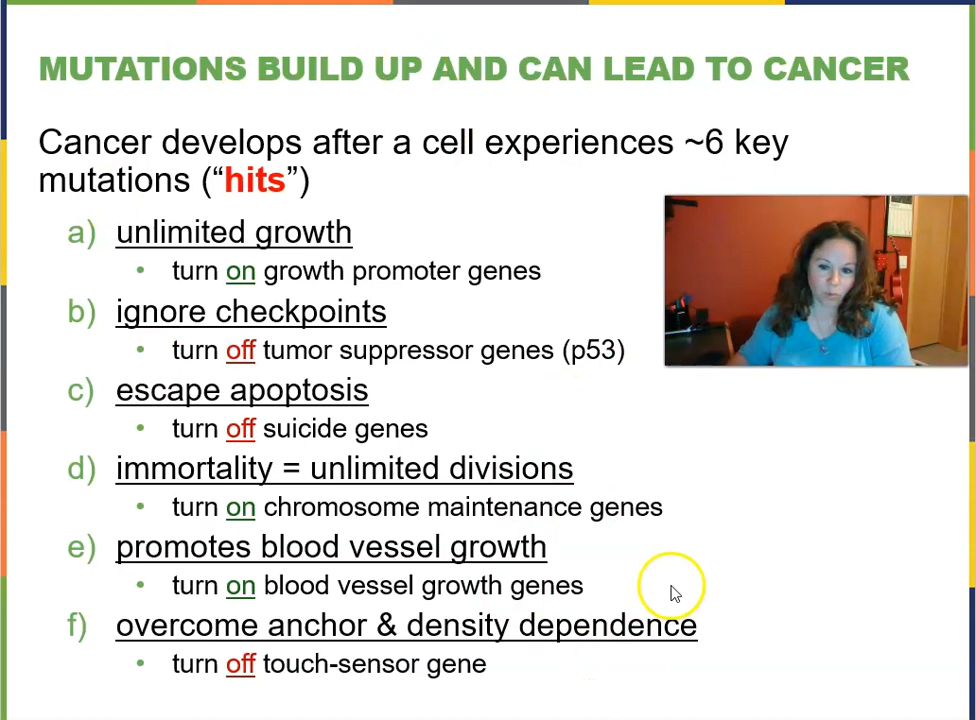 MUTATIONS BUILD UP AND CAN LEAD TO CANCER
Cancer develops after a cell experiences ~6 key
mutations (“hits”)
a) unlimited growth
• turn on growth promoter genes
b) ignore checkpoints
• turn off tumor suppressor genes (p53)
c) escape apoptosis
• turn off suicide genes
d) immortality = unlimited divisions
• turn on chromosome maintenance genes
e) promotes blood vessel growth
• turn on blood vessel growth genes
f) overcome anchor & density dependence
• turn off touch-sensor gene